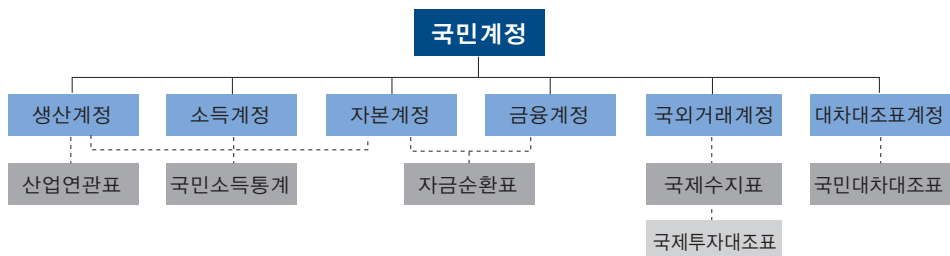 국민계정
생산계정
소득계정
자본계정
금융계정
국외거래계정
대차대조표계정
산업연관표
국민소득통계
자금순환표
국제수지표
국민대차대조표
국제투자대조표